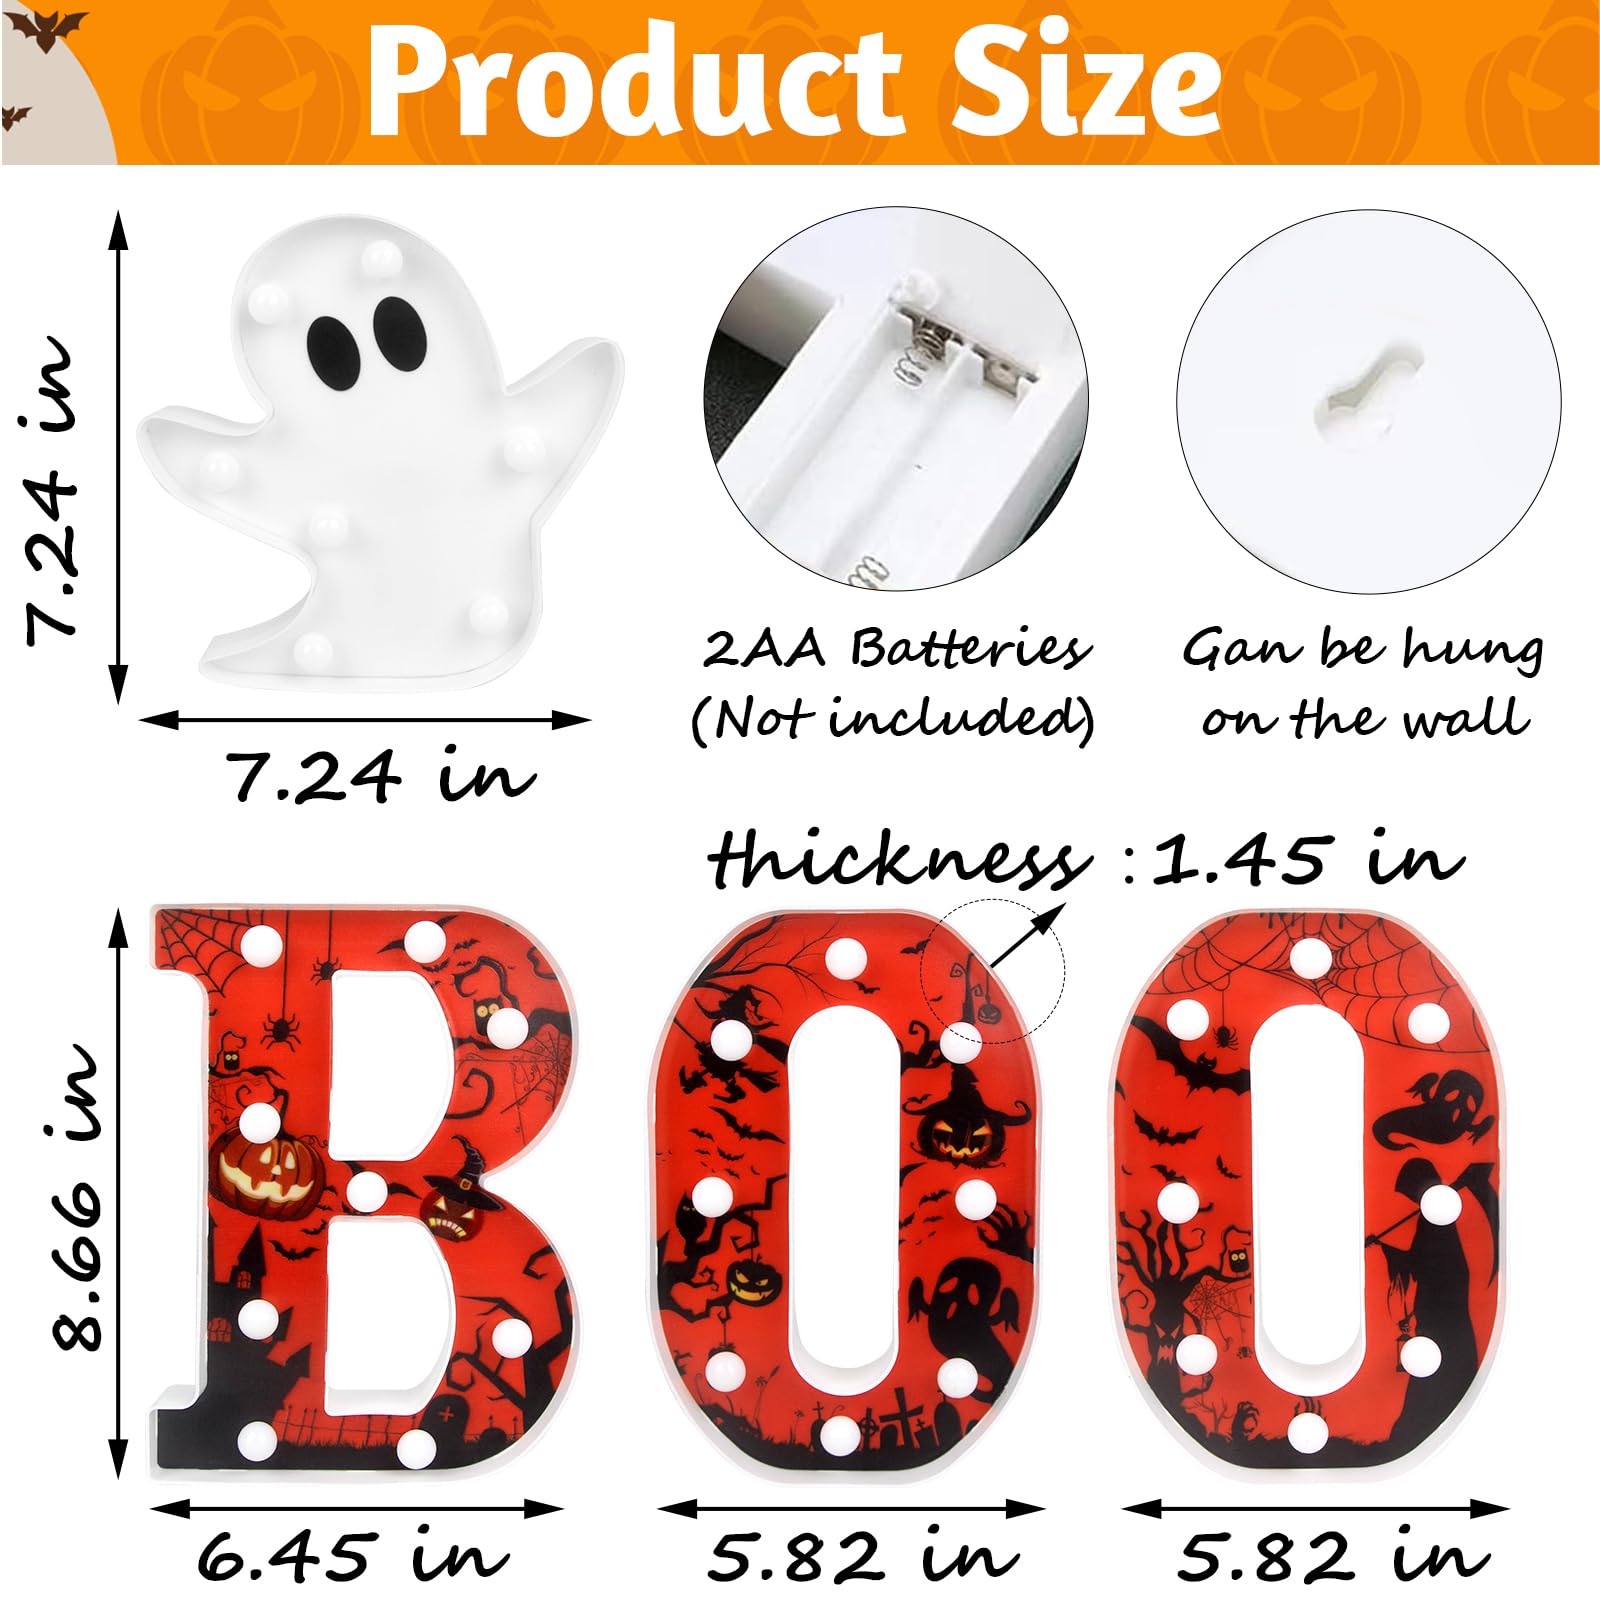 Product Size
7.24 in
7.24 in
2AA Batteries
(Not included)
Gan be hung
on the wall
thickness : 1.45 in
8.66 in
BOO
6.45 in
5.82 in
5.82 in